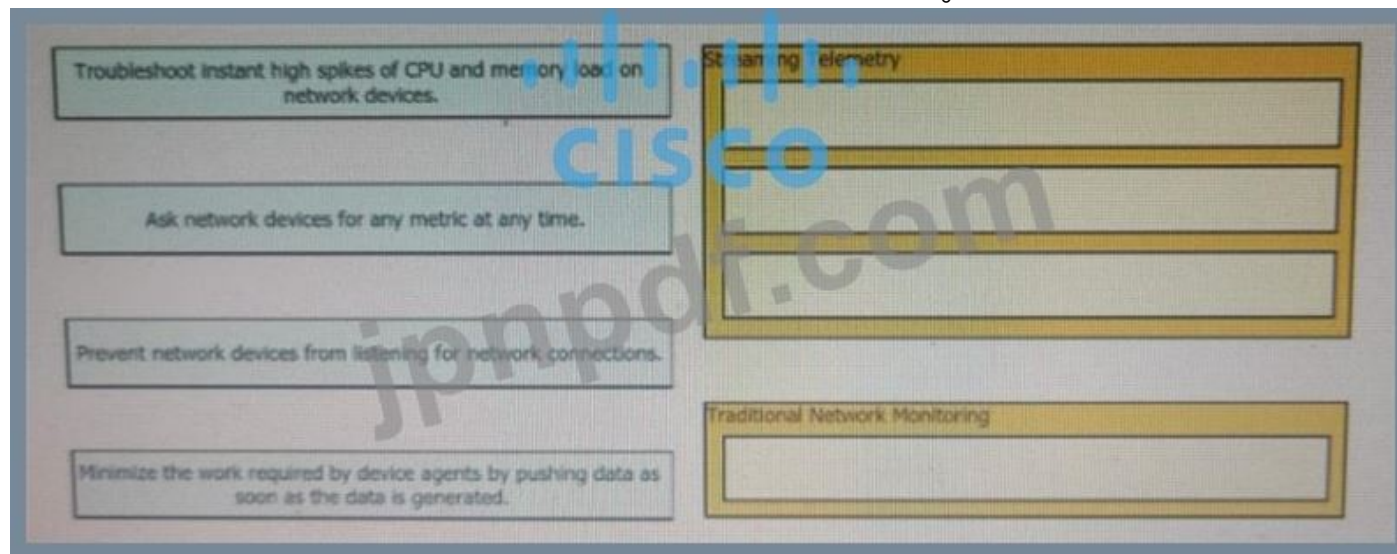 Troubleshoot instant high spikes of CPU and memory load on
network devices.
Ask network devices for any metric at any time.
Prevent network devices from listening for network connections.
Minimize the work required by device agents by pushing data as
soon as the data is generated.
Streaming Telemetry
Traditional Network Monitoring
CISCO
jpnpdf.com